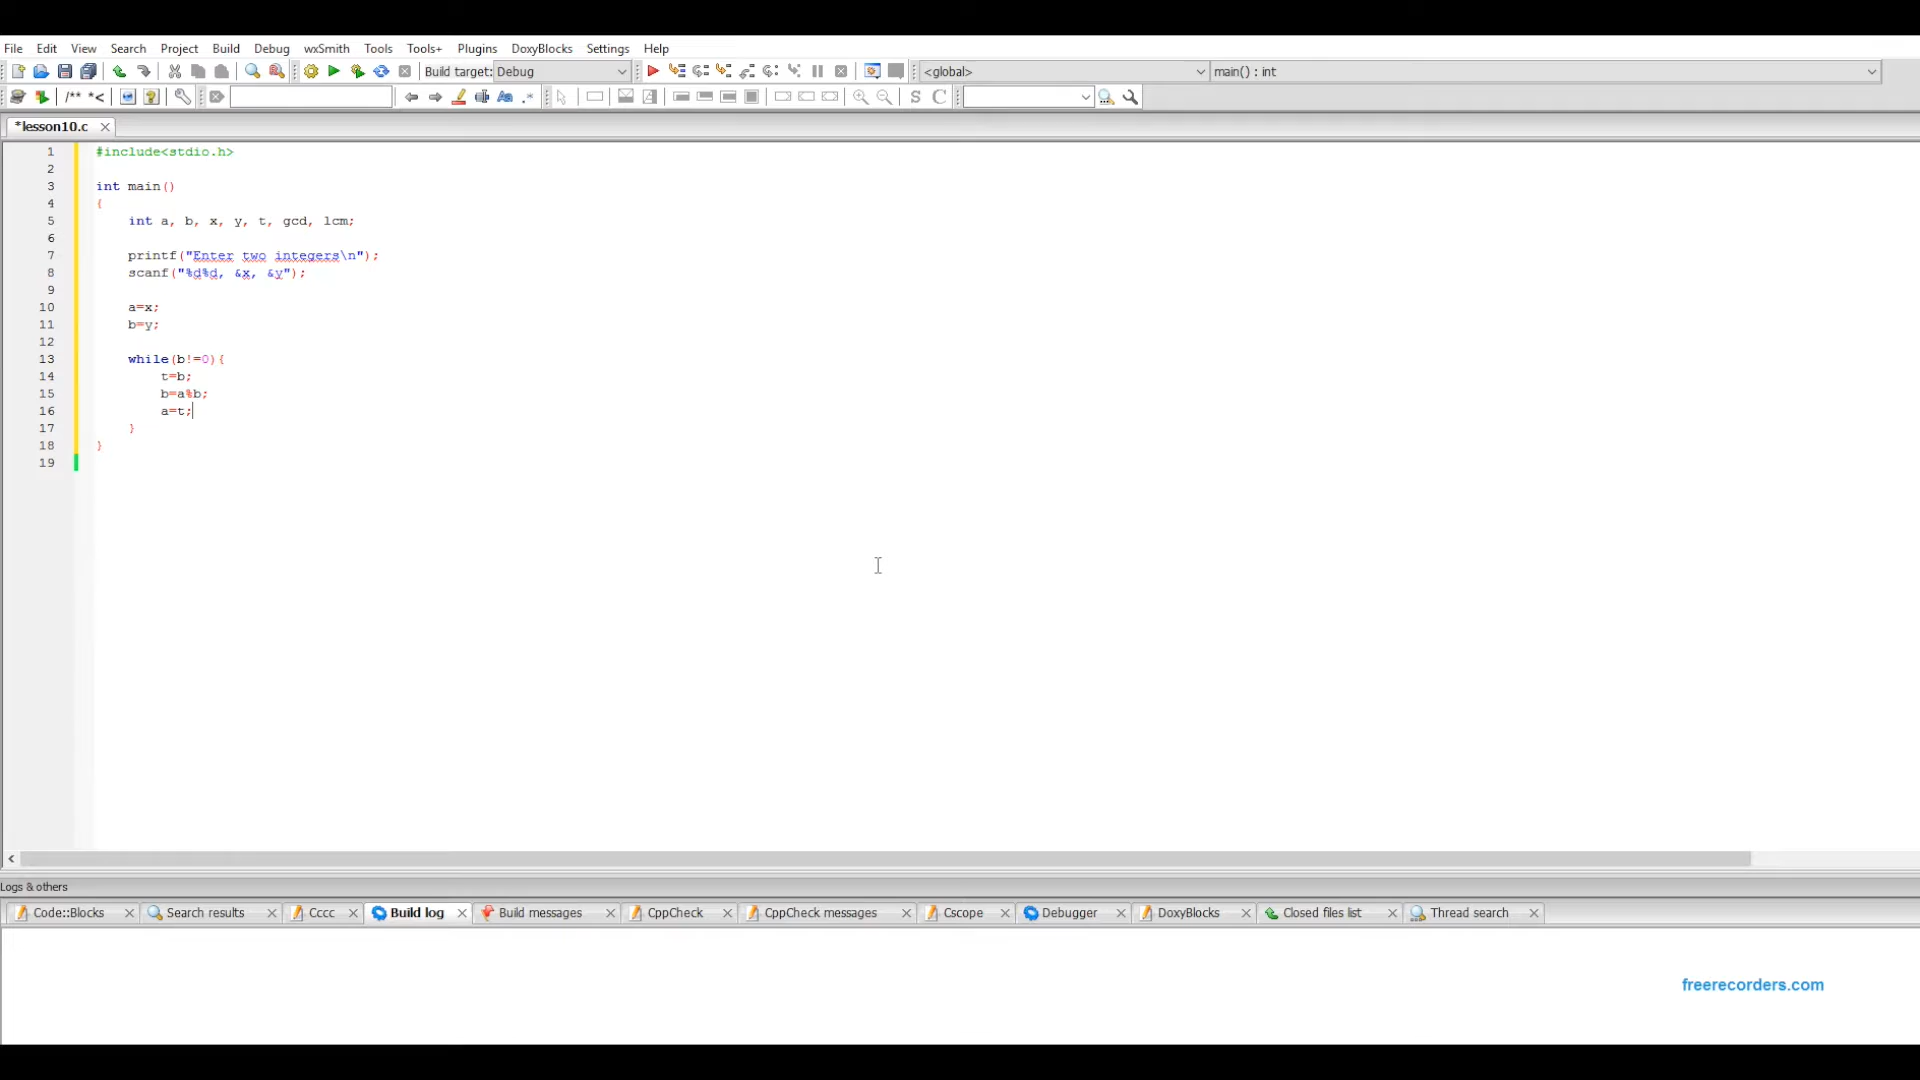 File Edit View Search Project Build Debug wxSmith Tools Tools+ Plugins DoxyBlocks Settings Help
Build target: Debug <global> main() : int
/** *< Aa .* S C
*lesson10.c
1 #include<stdio.h>
2
3 int main()
4 {
5 int a, b, x, y, t, gcd, lcm;
6
7 printf("Enter two integers\n");
8 scanf("%d%d, &x, &y");
9
10 a=x;
11 b=y;
12
13 while(b!=0){
14 t=b;
15 b=a%b;
16 a=t;
17 }
18 }
19
Logs & others
Code::Blocks Search results Cccc Build log Build messages CppCheck CppCheck messages Cscope Debugger DoxyBlocks Closed files list Thread search
freerecorders.com